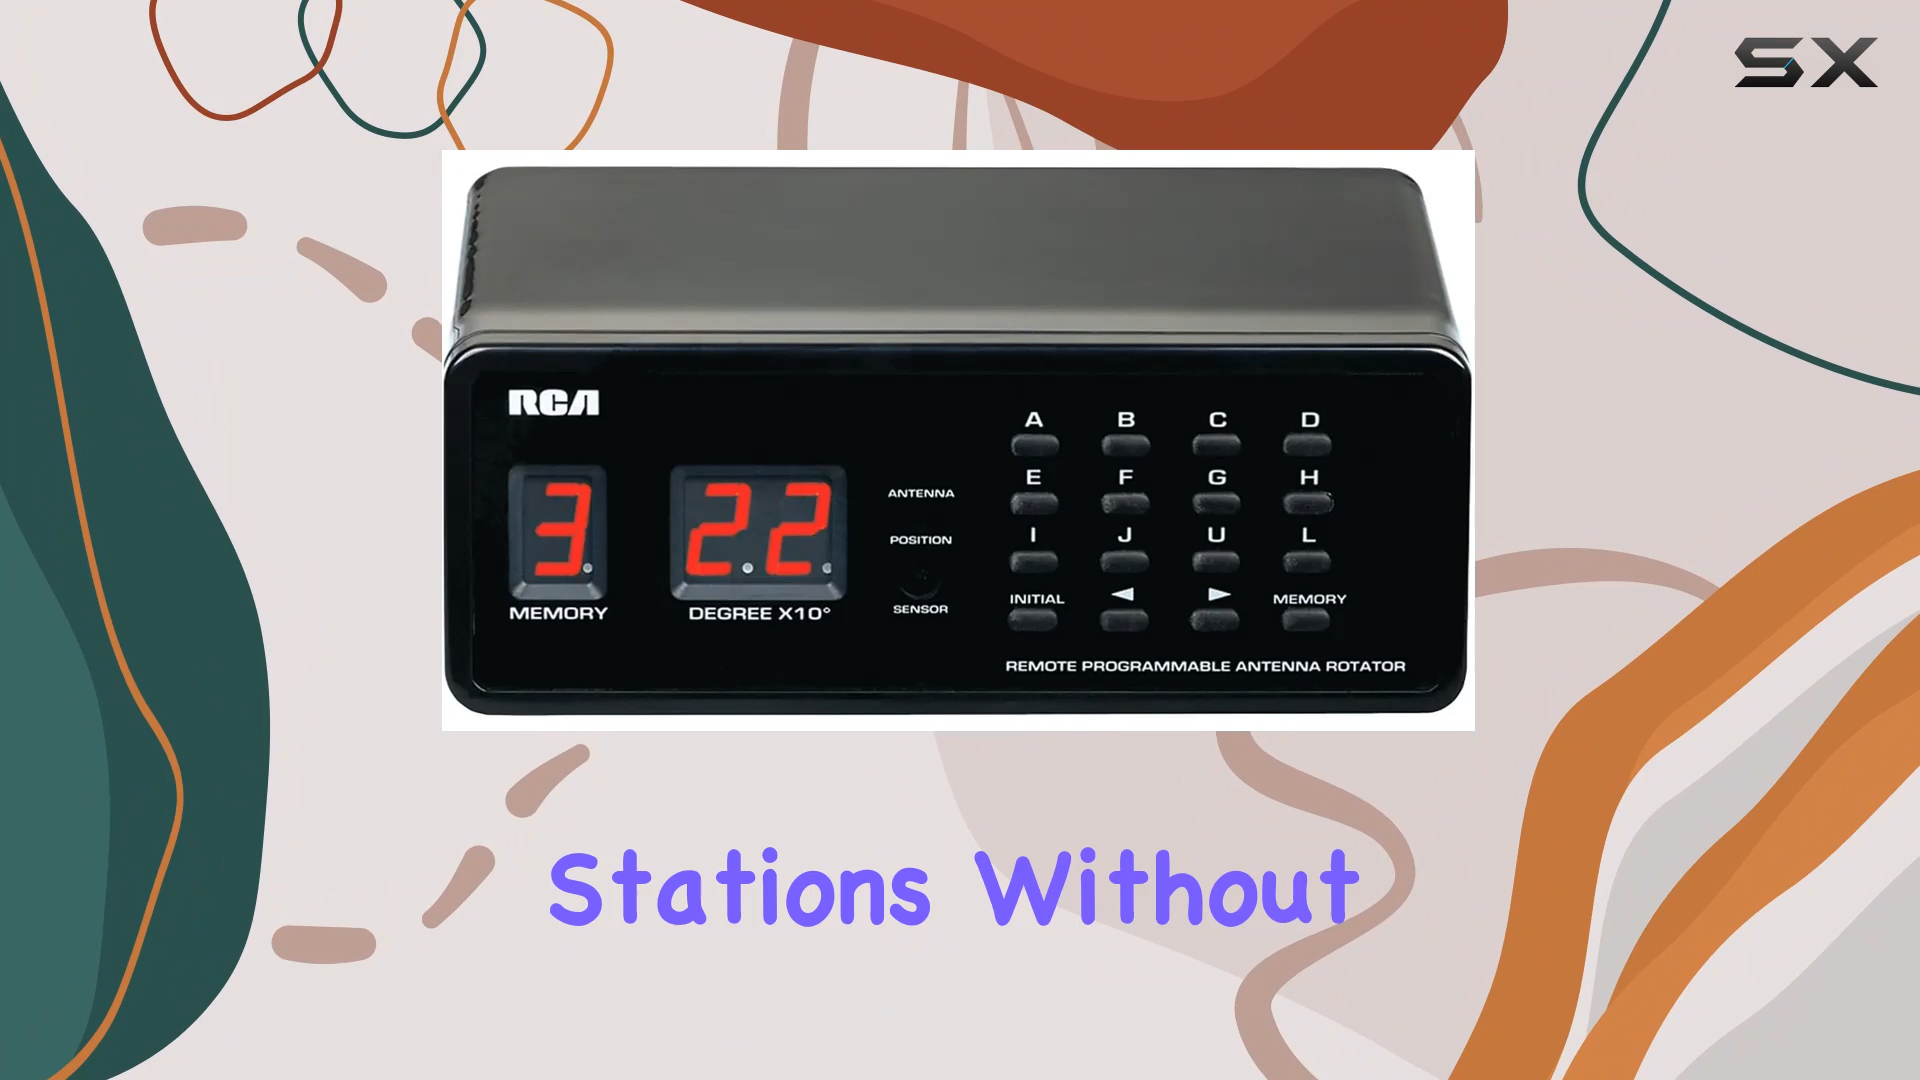 SX
RCA
3.
2.2.
MEMORY
DEGREE X10°
ANTENNA
POSITION
SENSOR
A B C D
E F G H
I J U L
INITIAL ◀ ▶ MEMORY
REMOTE PROGRAMMABLE ANTENNA ROTATOR
Stations Without